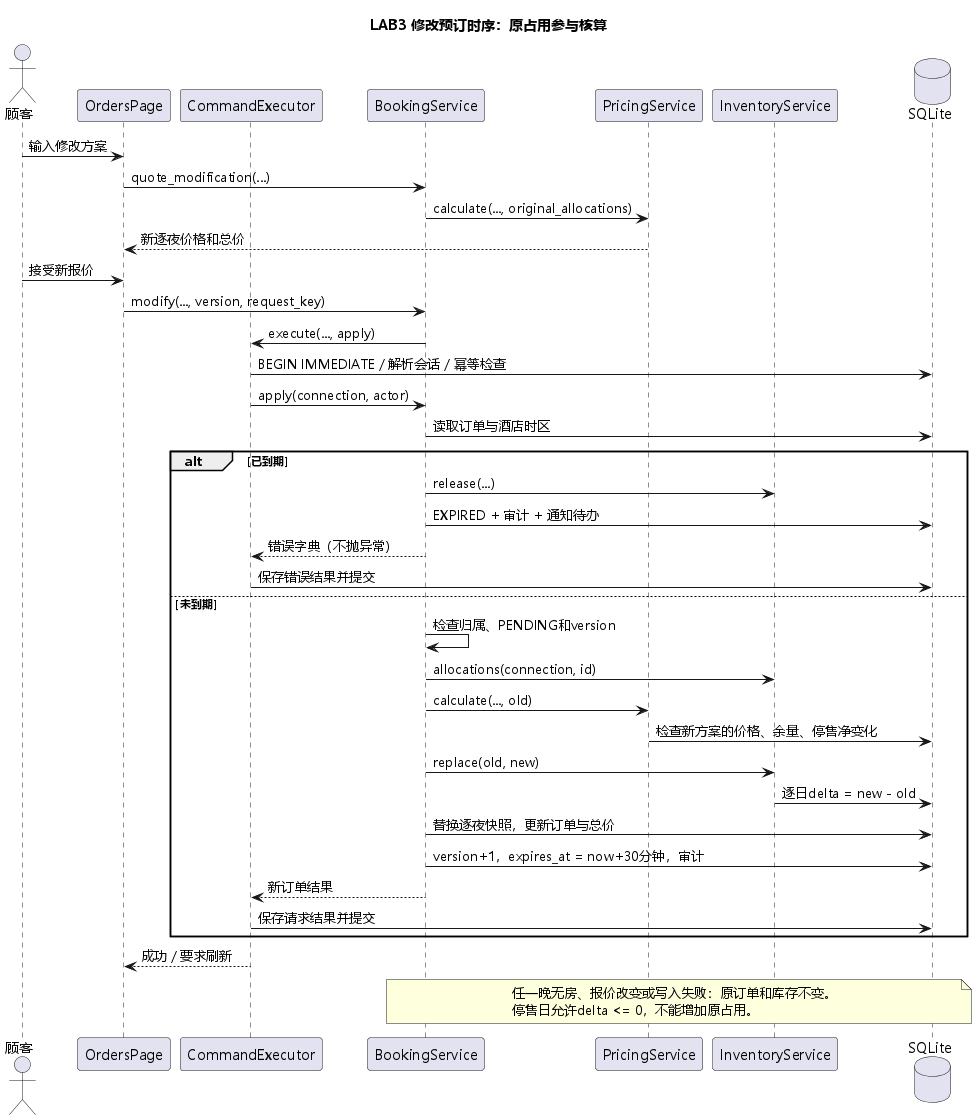 LAB3 修改预订时序：原占用参与核算
顾客
OrdersPage
CommandExecutor
BookingService
PricingService
InventoryService
SQLite
输入修改方案
quote_modification(...)
calculate(..., original_allocations)
新逐夜价格和总价
接受新报价
modify(..., version, request_key)
execute(..., apply)
BEGIN IMMEDIATE / 解析会话 / 幂等检查
apply(connection, actor)
读取订单与酒店时区
alt [已到期]
release(...)
EXPIRED + 审计 + 通知待办
错误字典（不抛异常）
保存错误结果并提交
[未到期]
检查归属、PENDING和version
allocations(connection, id)
calculate(..., old)
检查新方案的价格、余量、停售净变化
replace(old, new)
逐日delta = new - old
替换逐夜快照，更新订单与总价
version+1，expires_at = now+30分钟，审计
新订单结果
保存请求结果并提交
成功 / 要求刷新
任一晚无房、报价改变或写入失败：原订单和库存不变。
停售日允许delta <= 0，不能增加原占用。
顾客
OrdersPage
CommandExecutor
BookingService
PricingService
InventoryService
SQLite